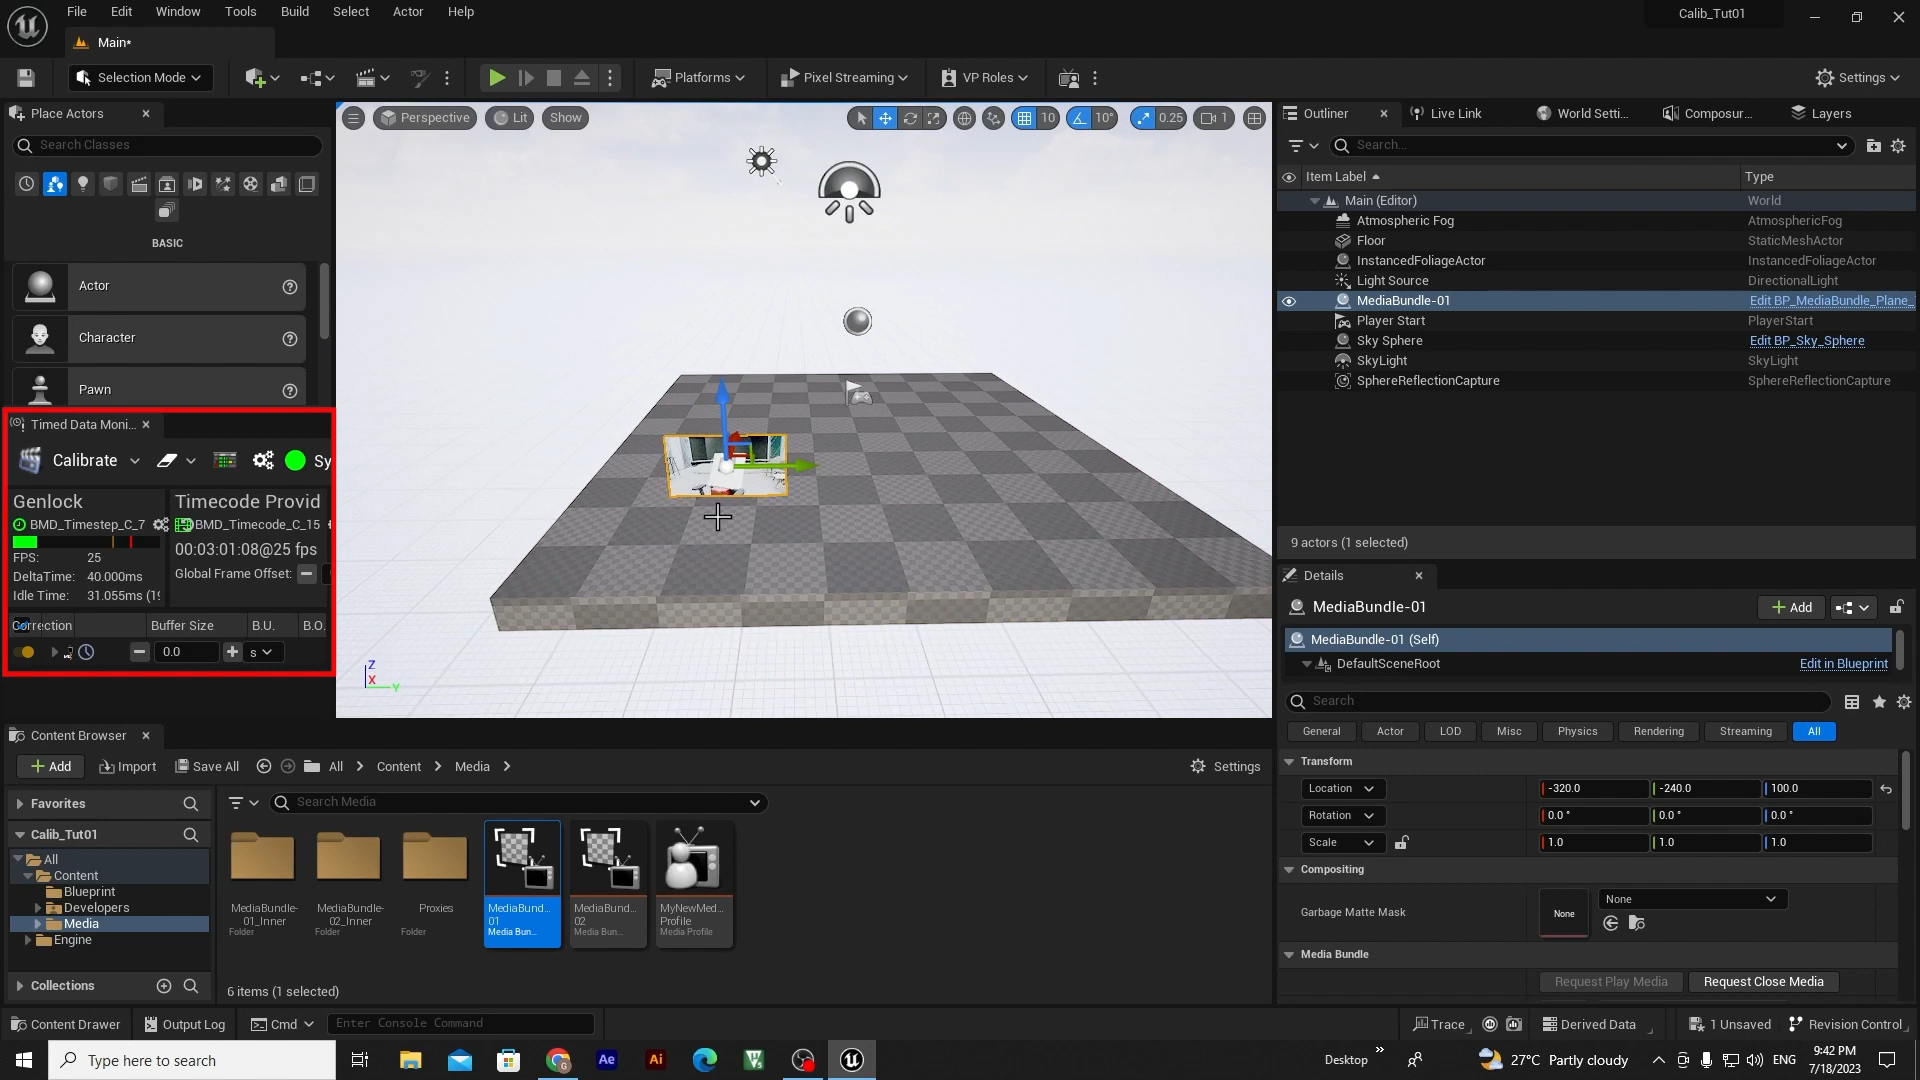 File Edit Window Tools Build Select Actor Help
Calib_Tut01
Main*
Selection Mode
Platforms
Pixel Streaming
VP Roles
Settings
Place Actors
Search Classes
BASIC
Actor
Character
Pawn
Timed Data Moni...
Calibrate
Sy
Genlock
BMD_Timestep_C_7
FPS: 25
DeltaTime: 40.000ms
Idle Time: 31.055ms (1
Timecode Provid
BMD_Timecode_C_15
00:03:01:08@25 fps
Global Frame Offset:
Correction Buffer Size B.U. B.O.
0.0 s
Perspective Lit Show
10 10° 0.25 1
Z
X
Y
Outliner Live Link World Setti... Composur... Layers
Search...
Item Label Type
Main (Editor) World
Atmospheric Fog AtmosphericFog
Floor StaticMeshActor
InstancedFoliageActor InstancedFoliageActor
Light Source DirectionalLight
MediaBundle-01 Edit BP_MediaBundle_Plane_
Player Start PlayerStart
Sky Sphere Edit BP_Sky_Sphere
SkyLight SkyLight
SphereReflectionCapture SphereReflectionCapture
9 actors (1 selected)
Details
MediaBundle-01
Add
MediaBundle-01 (Self)
DefaultSceneRoot Edit in Blueprint
Search
General Actor LOD Misc Physics Rendering Streaming All
Transform
Location -320.0 -240.0 100.0
Rotation 0.0 ° 0.0 ° 0.0 °
Scale 1.0 1.0 1.0
Compositing
Garbage Matte Mask None None
Media Bundle
Request Play Media Request Close Media
Content Browser
Add Import Save All All Content Media Settings
Favorites
Calib_Tut01
All
Content
Blueprint
Developers
Media
Engine
Collections
Search Media
MediaBundle-
01_Inner
Folder
MediaBundle-
02_Inner
Folder
Proxies
Folder
MediaBund...
01
Media Bun...
MediaBund...
02
Media Bun...
MyNewMed...
Profile
Media Profile
6 items (1 selected)
Content Drawer Output Log Cmd Enter Console Command
Trace Derived Data 1 Unsaved Revision Control
Type here to search
Ae
Ai
Desktop
27°C Partly cloudy
ENG
9:42 PM
7/18/2023